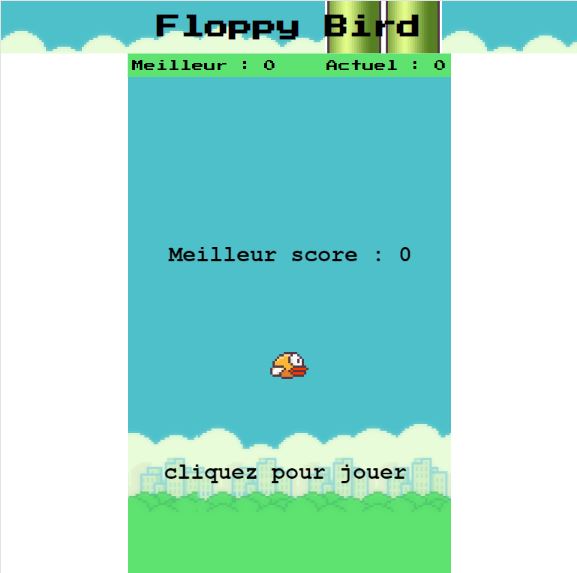 Floppy Bird
Meilleur : 0 Actuel : 0
Meilleur score : 0
cliquez pour jouer